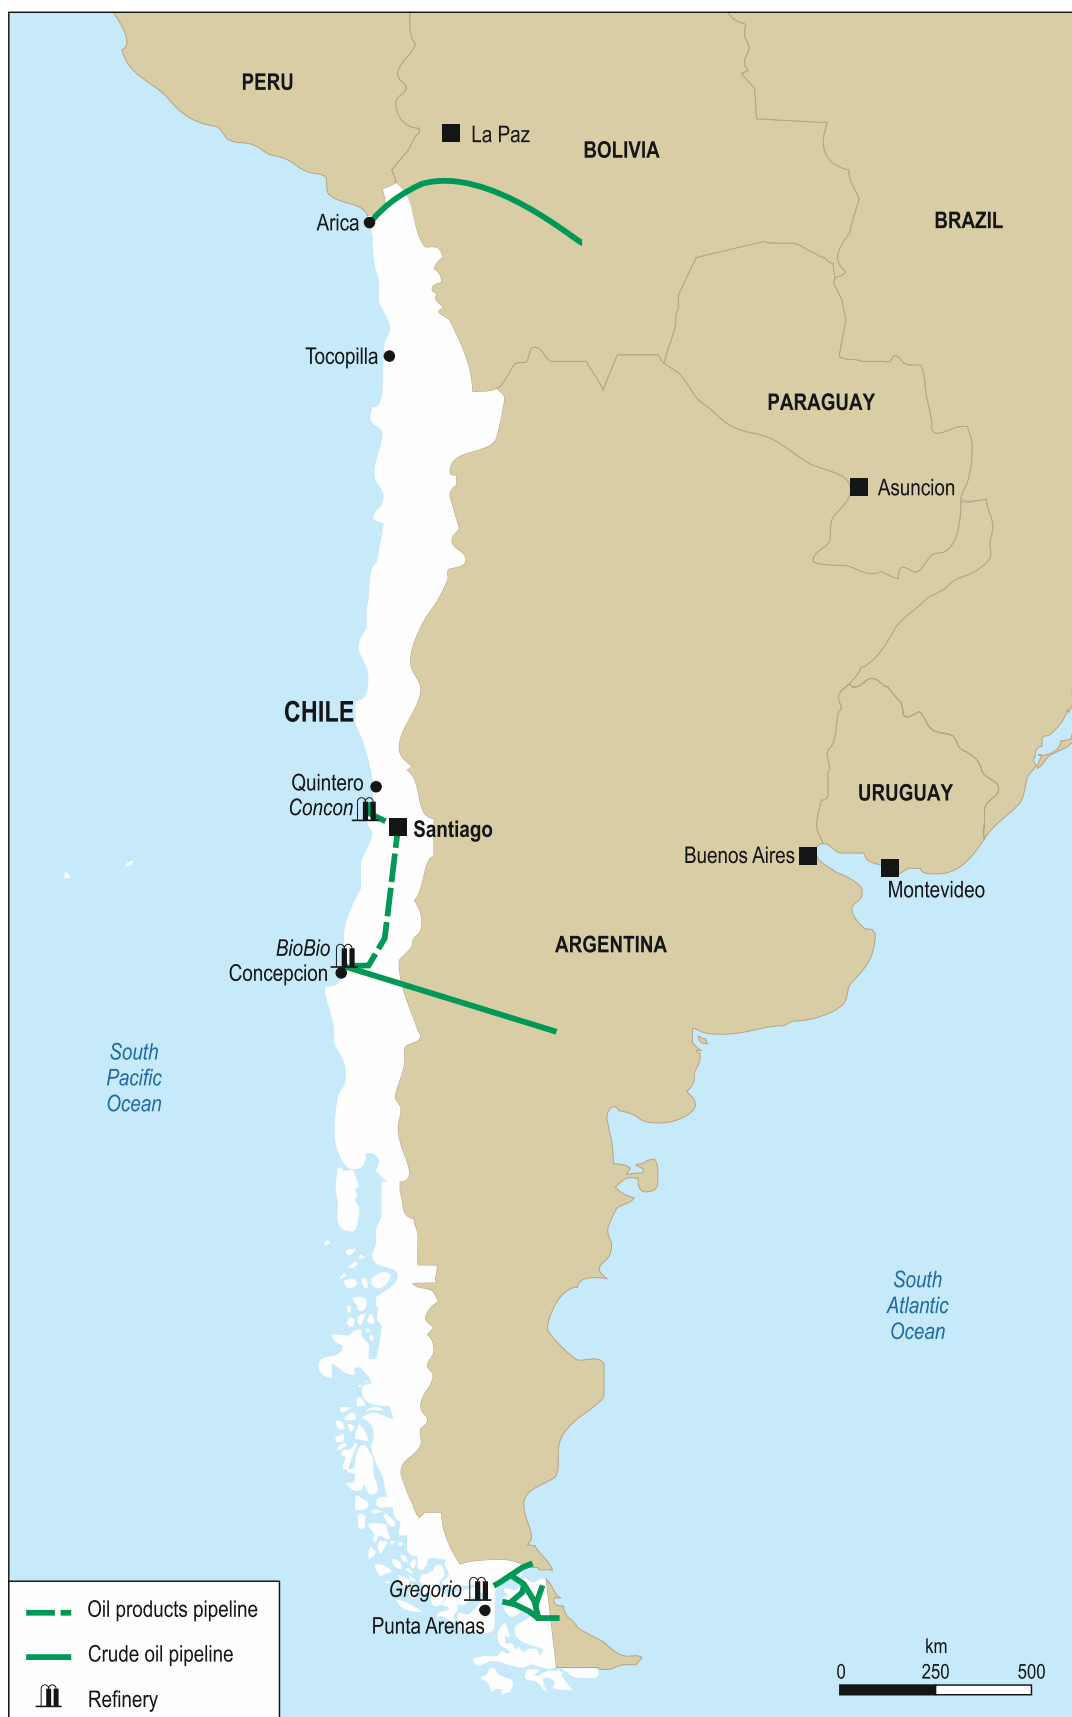 PERU
La Paz
BOLIVIA
BRAZIL
Arica
Tocopilla
PARAGUAY
Asuncion
CHILE
Quintero
Concon
Santiago
URUGUAY
Buenos Aires
Montevideo
BioBio
Concepcion
ARGENTINA
South
Pacific
Ocean
South
Atlantic
Ocean
Gregorio
Punta Arenas
Oil products pipeline
Crude oil pipeline
Refinery
km
0 250 500